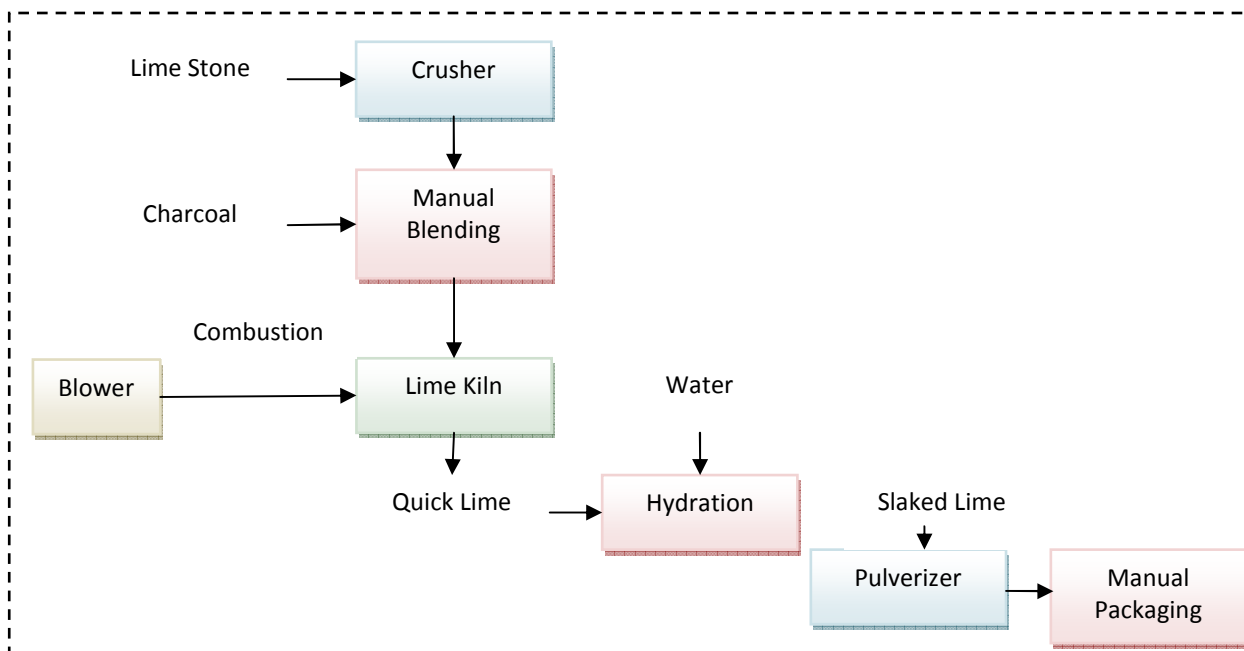 Lime Stone
Crusher
Manual
Blending
Charcoal
Combustion
Blower
Lime Kiln
Water
Quick Lime
Hydration
Slaked Lime
Pulverizer
Manual
Packaging